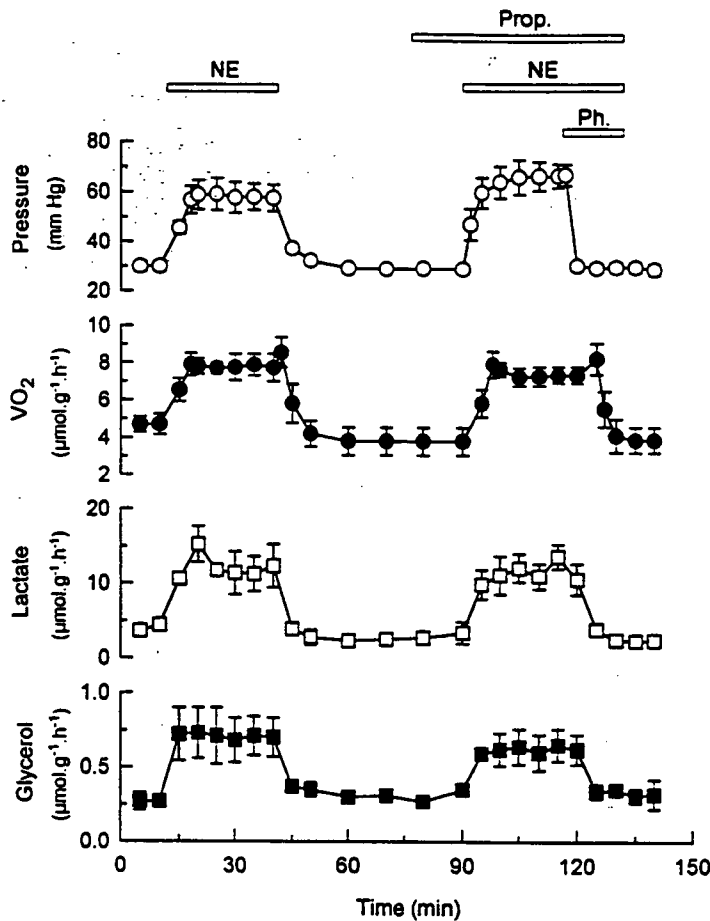 Prop.
NE NE
Ph.
Pressure
(mm Hg)
80
60
40
20
VO2
(μmol.g-1.h-1)
10
8
6
4
2
Lactate
(μmol.g-1.h-1)
20
10
0
Glycerol
(μmol.g-1.h-1)
1.0
0.5
0.0
0 30 60 90 120 150
Time (min)